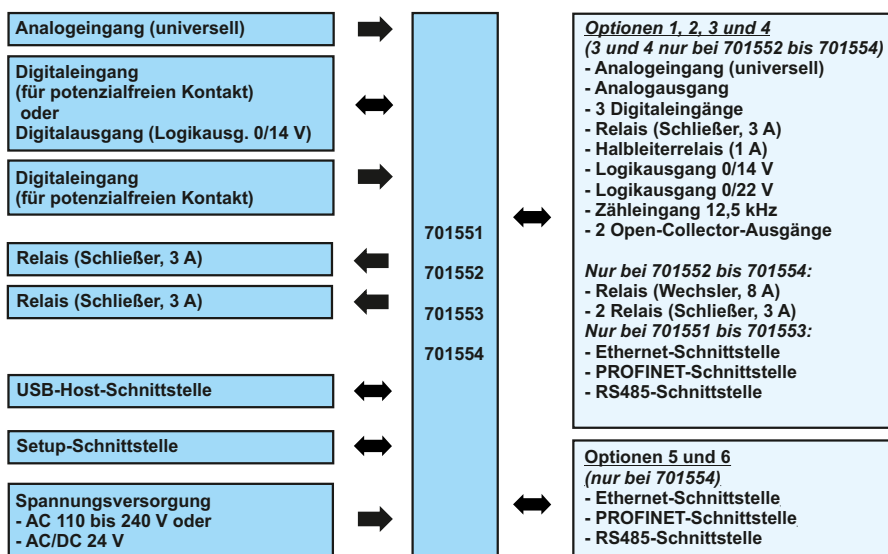 Analogeingang (universell)
Digitaleingang
(für potenzialfreien Kontakt)
oder
Digitalausgang (Logikausg. 0/14 V)
Digitaleingang
(für potenzialfreien Kontakt)
Relais (Schließer, 3 A)
Relais (Schließer, 3 A)
USB-Host-Schnittstelle
Setup-Schnittstelle
Spannungsversorgung
- AC 110 bis 240 V oder
- AC/DC 24 V
701551
701552
701553
701554
Optionen 1, 2, 3 und 4
(3 und 4 nur bei 701552 bis 701554)
- Analogeingang (universell)
- Analogausgang
- 3 Digitaleingänge
- Relais (Schließer, 3 A)
- Halbleiterrelais (1 A)
- Logikausgang 0/14 V
- Logikausgang 0/22 V
- Zähleingang 12,5 kHz
- 2 Open-Collector-Ausgänge
Nur bei 701552 bis 701554:
- Relais (Wechsler, 8 A)
- 2 Relais (Schließer, 3 A)
Nur bei 701551 bis 701553:
- Ethernet-Schnittstelle
- PROFINET-Schnittstelle
- RS485-Schnittstelle
Optionen 5 und 6
(nur bei 701554)
- Ethernet-Schnittstelle
- PROFINET-Schnittstelle
- RS485-Schnittstelle